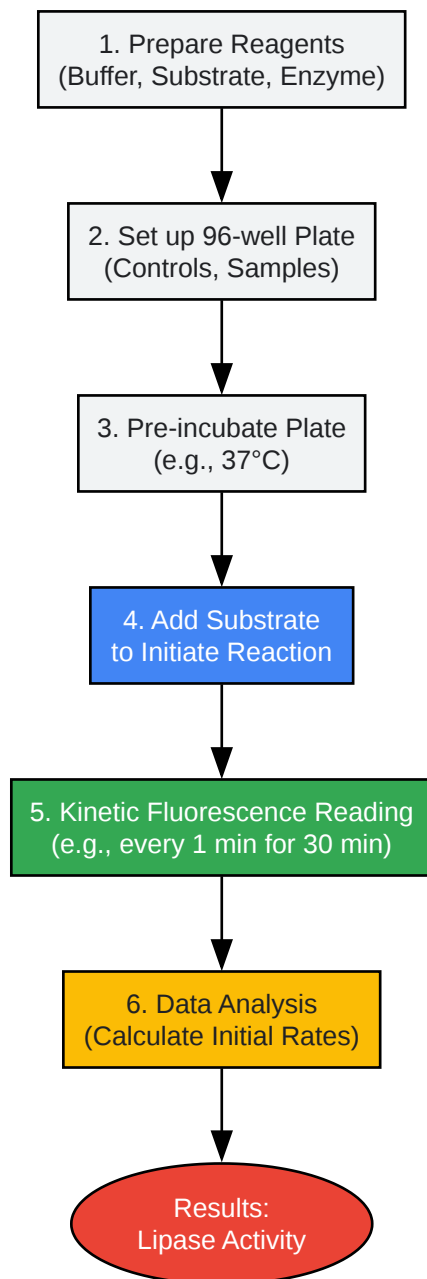 1. Prepare Reagents
(Buffer, Substrate, Enzyme)
2. Set up 96-well Plate
(Controls, Samples)
3. Pre-incubate Plate
(e.g., 37°C)
4. Add Substrate
to Initiate Reaction
5. Kinetic Fluorescence Reading
(e.g., every 1 min for 30 min)
6. Data Analysis
(Calculate Initial Rates)
Results:
Lipase Activity